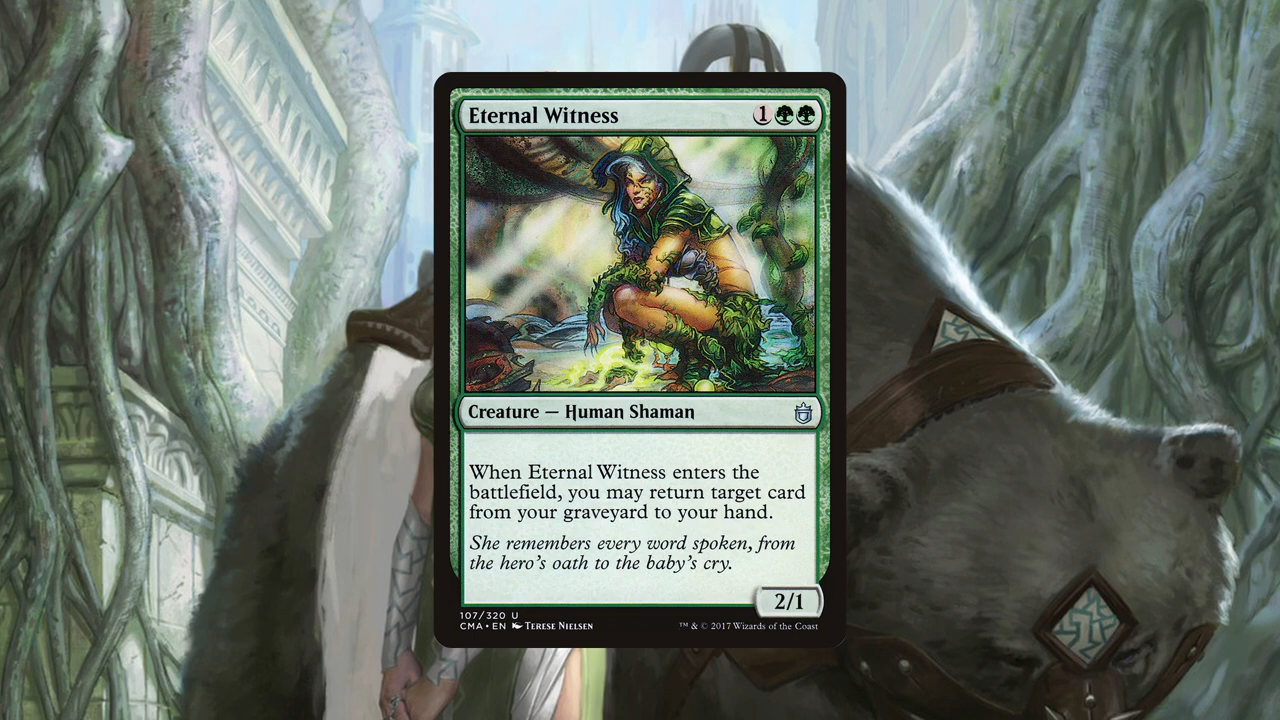 Eternal Witness 1
Creature — Human Shaman
When Eternal Witness enters the
battlefield, you may return target card
from your graveyard to your hand.
She remembers every word spoken, from
the hero's oath to the baby's cry.
2/1
107/320 U
CMA • EN Terese Nielsen
™ & © 2017 Wizards of the Coast